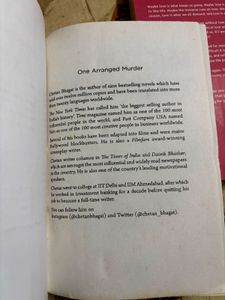 One Arranged Murder
Chetan Bhagat is the author of nine bestselling novels which have
sold over twelve million copies and have been translated into more
than twenty languages worldwide.
The New York Times has called him 'the biggest selling author in
India's history'. Time magazine named him as one of the 100 most
influential people in the world, and Fast Company USA named
him as one of the 100 most creative people in business worldwide.
Several of his books have been adapted into films and were major
Bollywood blockbusters. He is also a Filmfare award-winning
screenplay writer.
Chetan writes columns in The Times of India and Dainik Bhaskar,
which are amongst the most influential and widely read newspapers
in the country. He is also one of the country's leading motivational
speakers.
Chetan went to college at IIT Delhi and IIM Ahmedabad, after which
he worked in investment banking for a decade before quitting his
job to become a full-time writer.
You can follow him on
Instagram (@chetanbhagat) and Twitter (@chetan_bhagat).